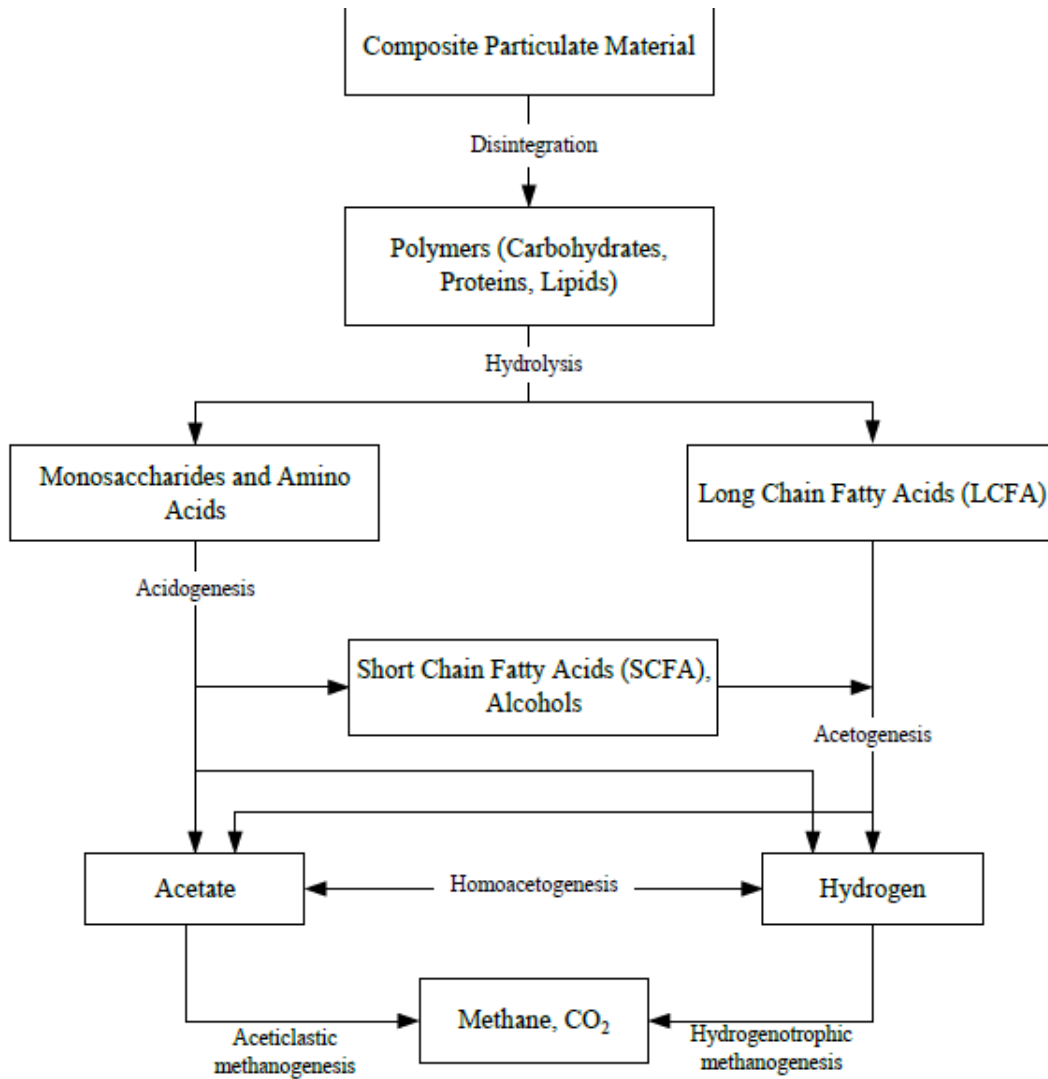 Composite Particulate Material
Disintegration
Polymers (Carbohydrates,
Proteins, Lipids)
Hydrolysis
Monosaccharides and Amino
Acids
Long Chain Fatty Acids (LCFA)
Acidogenesis
Short Chain Fatty Acids (SCFA),
Alcohols
Acetogenesis
Acetate
Homoacetogenesis
Hydrogen
Methane, CO₂
Aceticlastic
methanogenesis
Hydrogenotrophic
methanogenesis